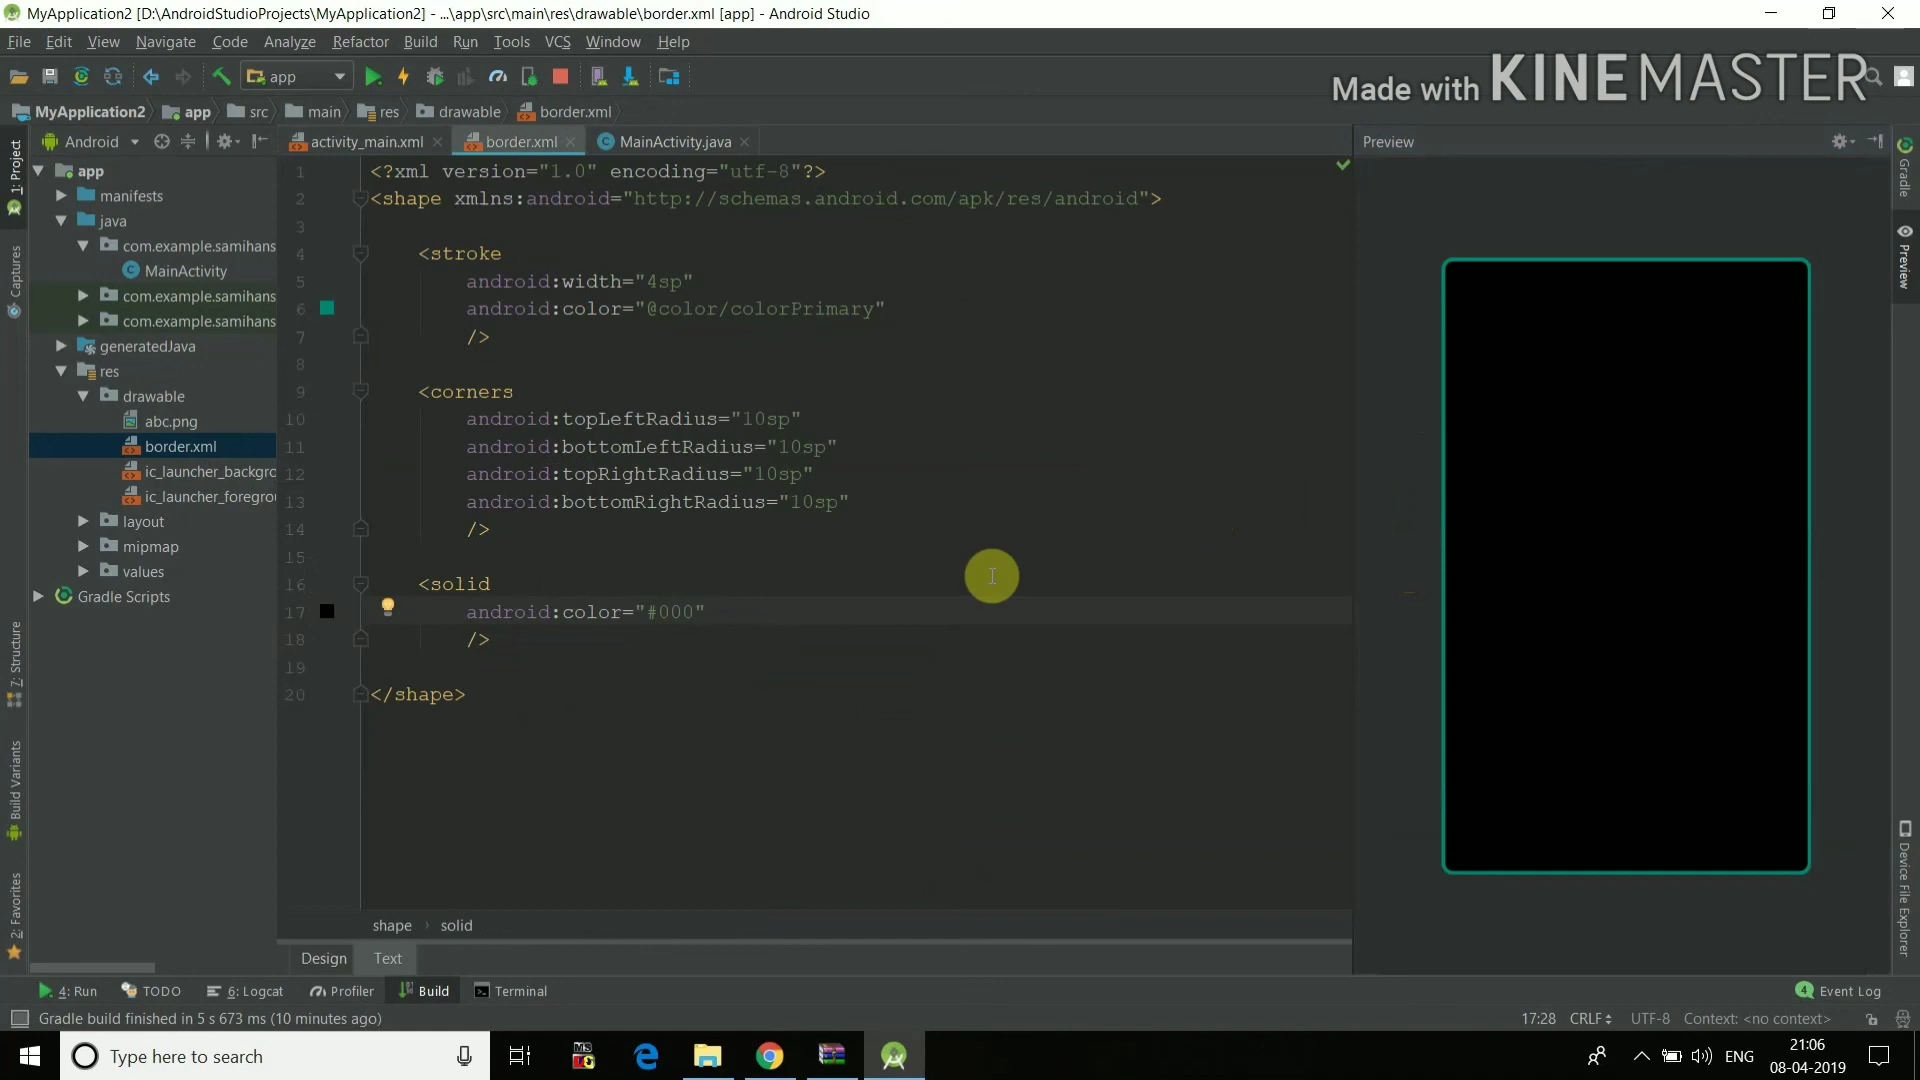 MyApplication2 [D:\AndroidStudioProjects\MyApplication2] - ...\app\src\main\res\drawable\border.xml [app] - Android Studio
File Edit View Navigate Code Analyze Refactor Build Run Tools VCS Window Help
app
Made with KINEMASTER
MyApplication2 app src main res drawable border.xml
Android activity_main.xml border.xml MainActivity.java Preview
1: Project
Captures
7: Structure
Build Variants
2: Favorites
app
manifests
java
com.example.samihans
MainActivity
com.example.samihans
com.example.samihans
generatedJava
res
drawable
abc.png
border.xml
ic_launcher_backgro
ic_launcher_foregrou
layout
mipmap
values
Gradle Scripts
1 <?xml version="1.0" encoding="utf-8"?>
2 <shape xmlns:android="http://schemas.android.com/apk/res/android">
3
4 <stroke
5 android:width="4sp"
6 android:color="@color/colorPrimary"
7 />
8
9 <corners
10 android:topLeftRadius="10sp"
11 android:bottomLeftRadius="10sp"
12 android:topRightRadius="10sp"
13 android:bottomRightRadius="10sp"
14 />
15
16 <solid
17 android:color="#000"
18 />
19
20 </shape>
shape › solid
Design Text
Gradle
Preview
Device File Explorer
4: Run TODO 6: Logcat Profiler Build Terminal 4 Event Log
Gradle build finished in 5 s 673 ms (10 minutes ago) 17:28 CRLF UTF-8 Context: <no context>
Type here to search ENG 21:06
08-04-2019